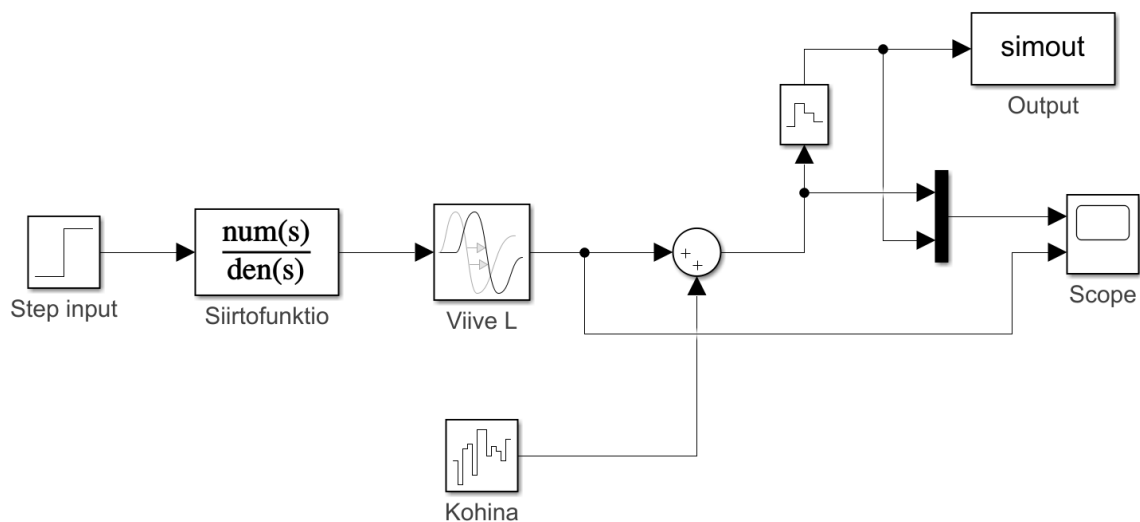 simout
Output
Step input
num(s)
den(s)
Siirtofunktio
Viive L
+
+
Scope
Kohina